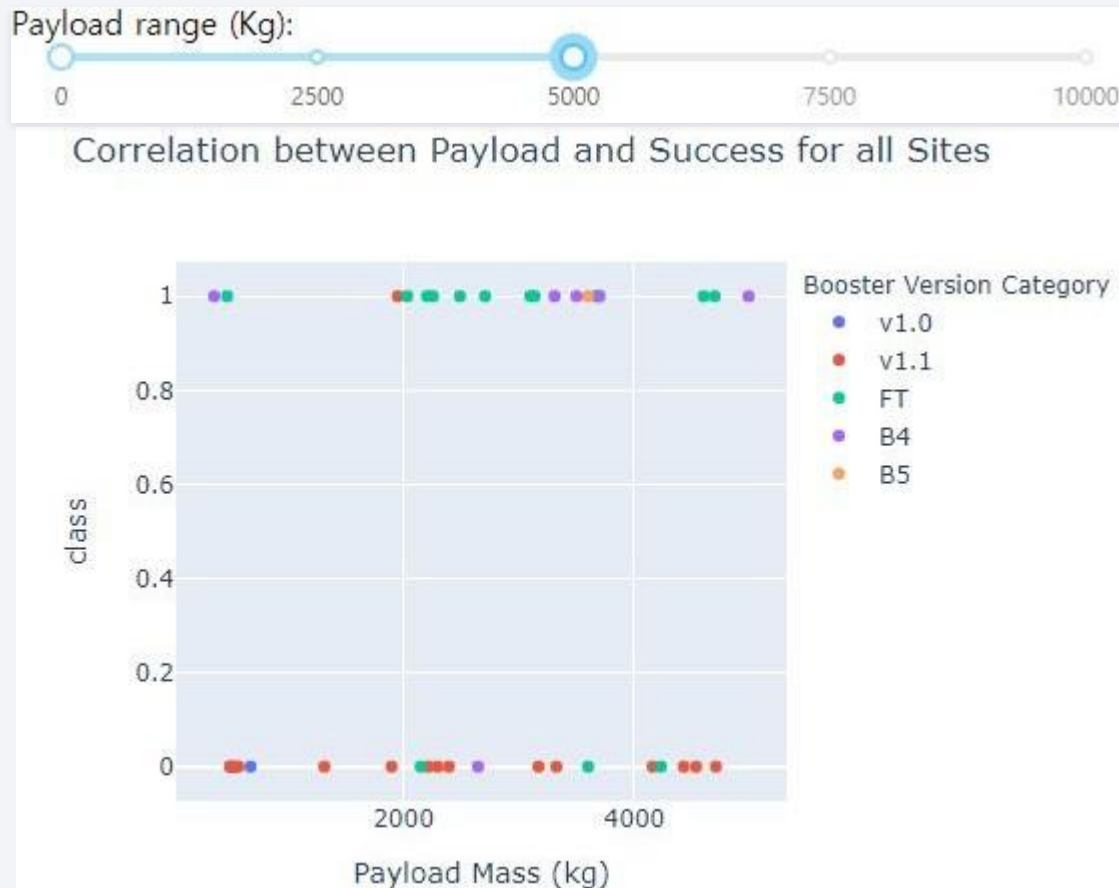 Payload range (Kg):
0 2500 5000 7500 10000
Correlation between Payload and Success for all Sites
Booster Version Category
v1.0
v1.1
FT
B4
B5
1
0.8
0.6
0.4
0.2
0
class
2000 4000
Payload Mass (kg)